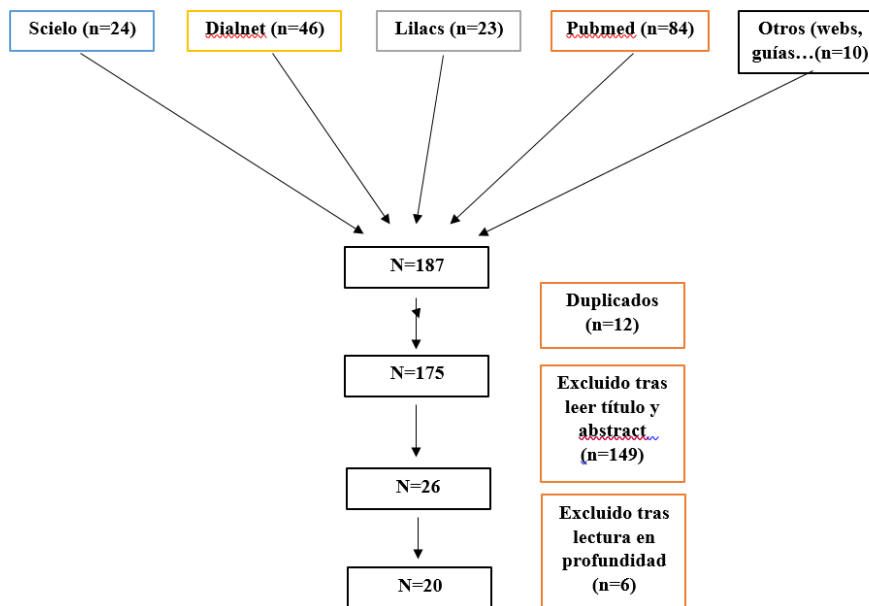 Scielo (n=24)
Dialnet (n=46)
Lilacs (n=23)
Pubmed (n=84)
Otros (webs,
guías…(n=10)
N=187
Duplicados
(n=12)
N=175
Excluido tras
leer título y
abstract.
(n=149)
N=26
Excluido tras
lectura en
profundidad
(n=6)
N=20